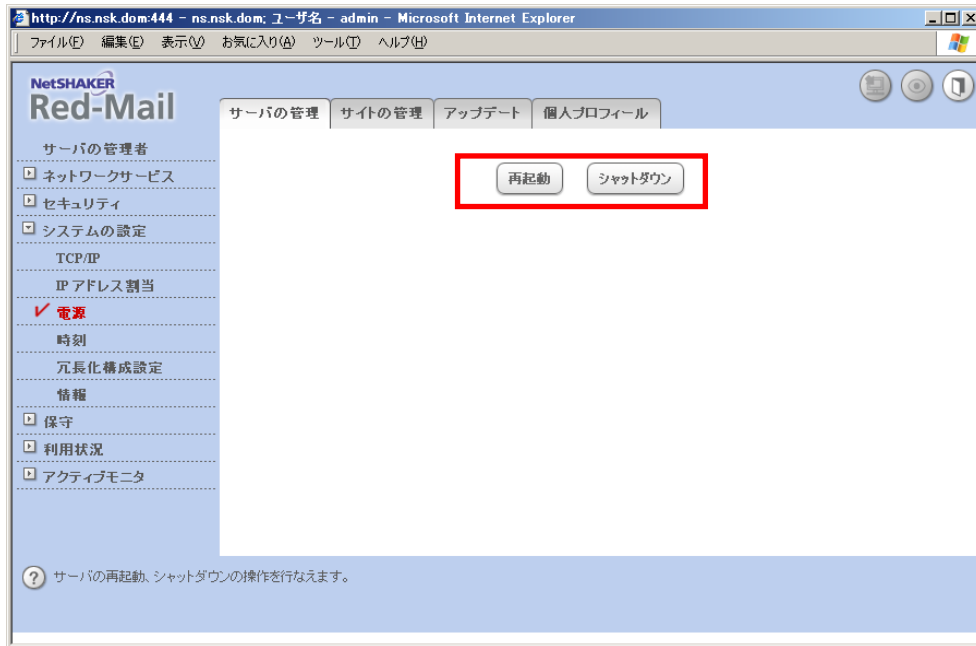 http://ns.nsk.dom:444 - ns.nsk.dom; ユーザ名 - admin - Microsoft Internet Explorer
ファイル(F) 編集(E) 表示(V) お気に入り(A) ツール(T) ヘルプ(H)
NetSHAKER
Red-Mail
サーバの管理 サイトの管理 アップデート 個人プロフィール
サーバの管理者
ネットワークサービス
セキュリティ
システムの設定
TCP/IP
IP アドレス割当
電源
時刻
冗長化構成設定
情報
保守
利用状況
アクティブモニタ
再起動 シャットダウン
? サーバの再起動、シャットダウンの操作を行なえます。